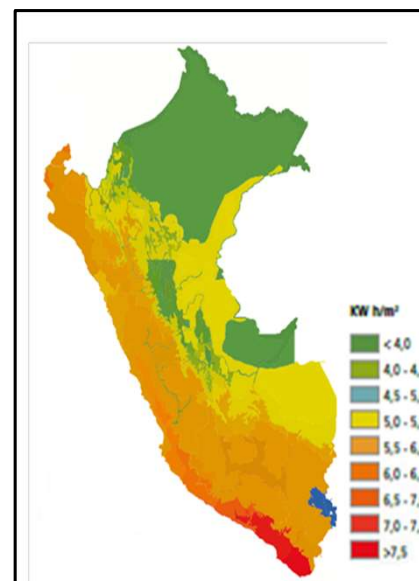 KW h/m²
< 4,0
4,0 - 4,
4,5 - 5,
5,0 - 5,
5,5 - 6,
6,0 - 6,
6,5 - 7,
7,0 - 7,
>7,5